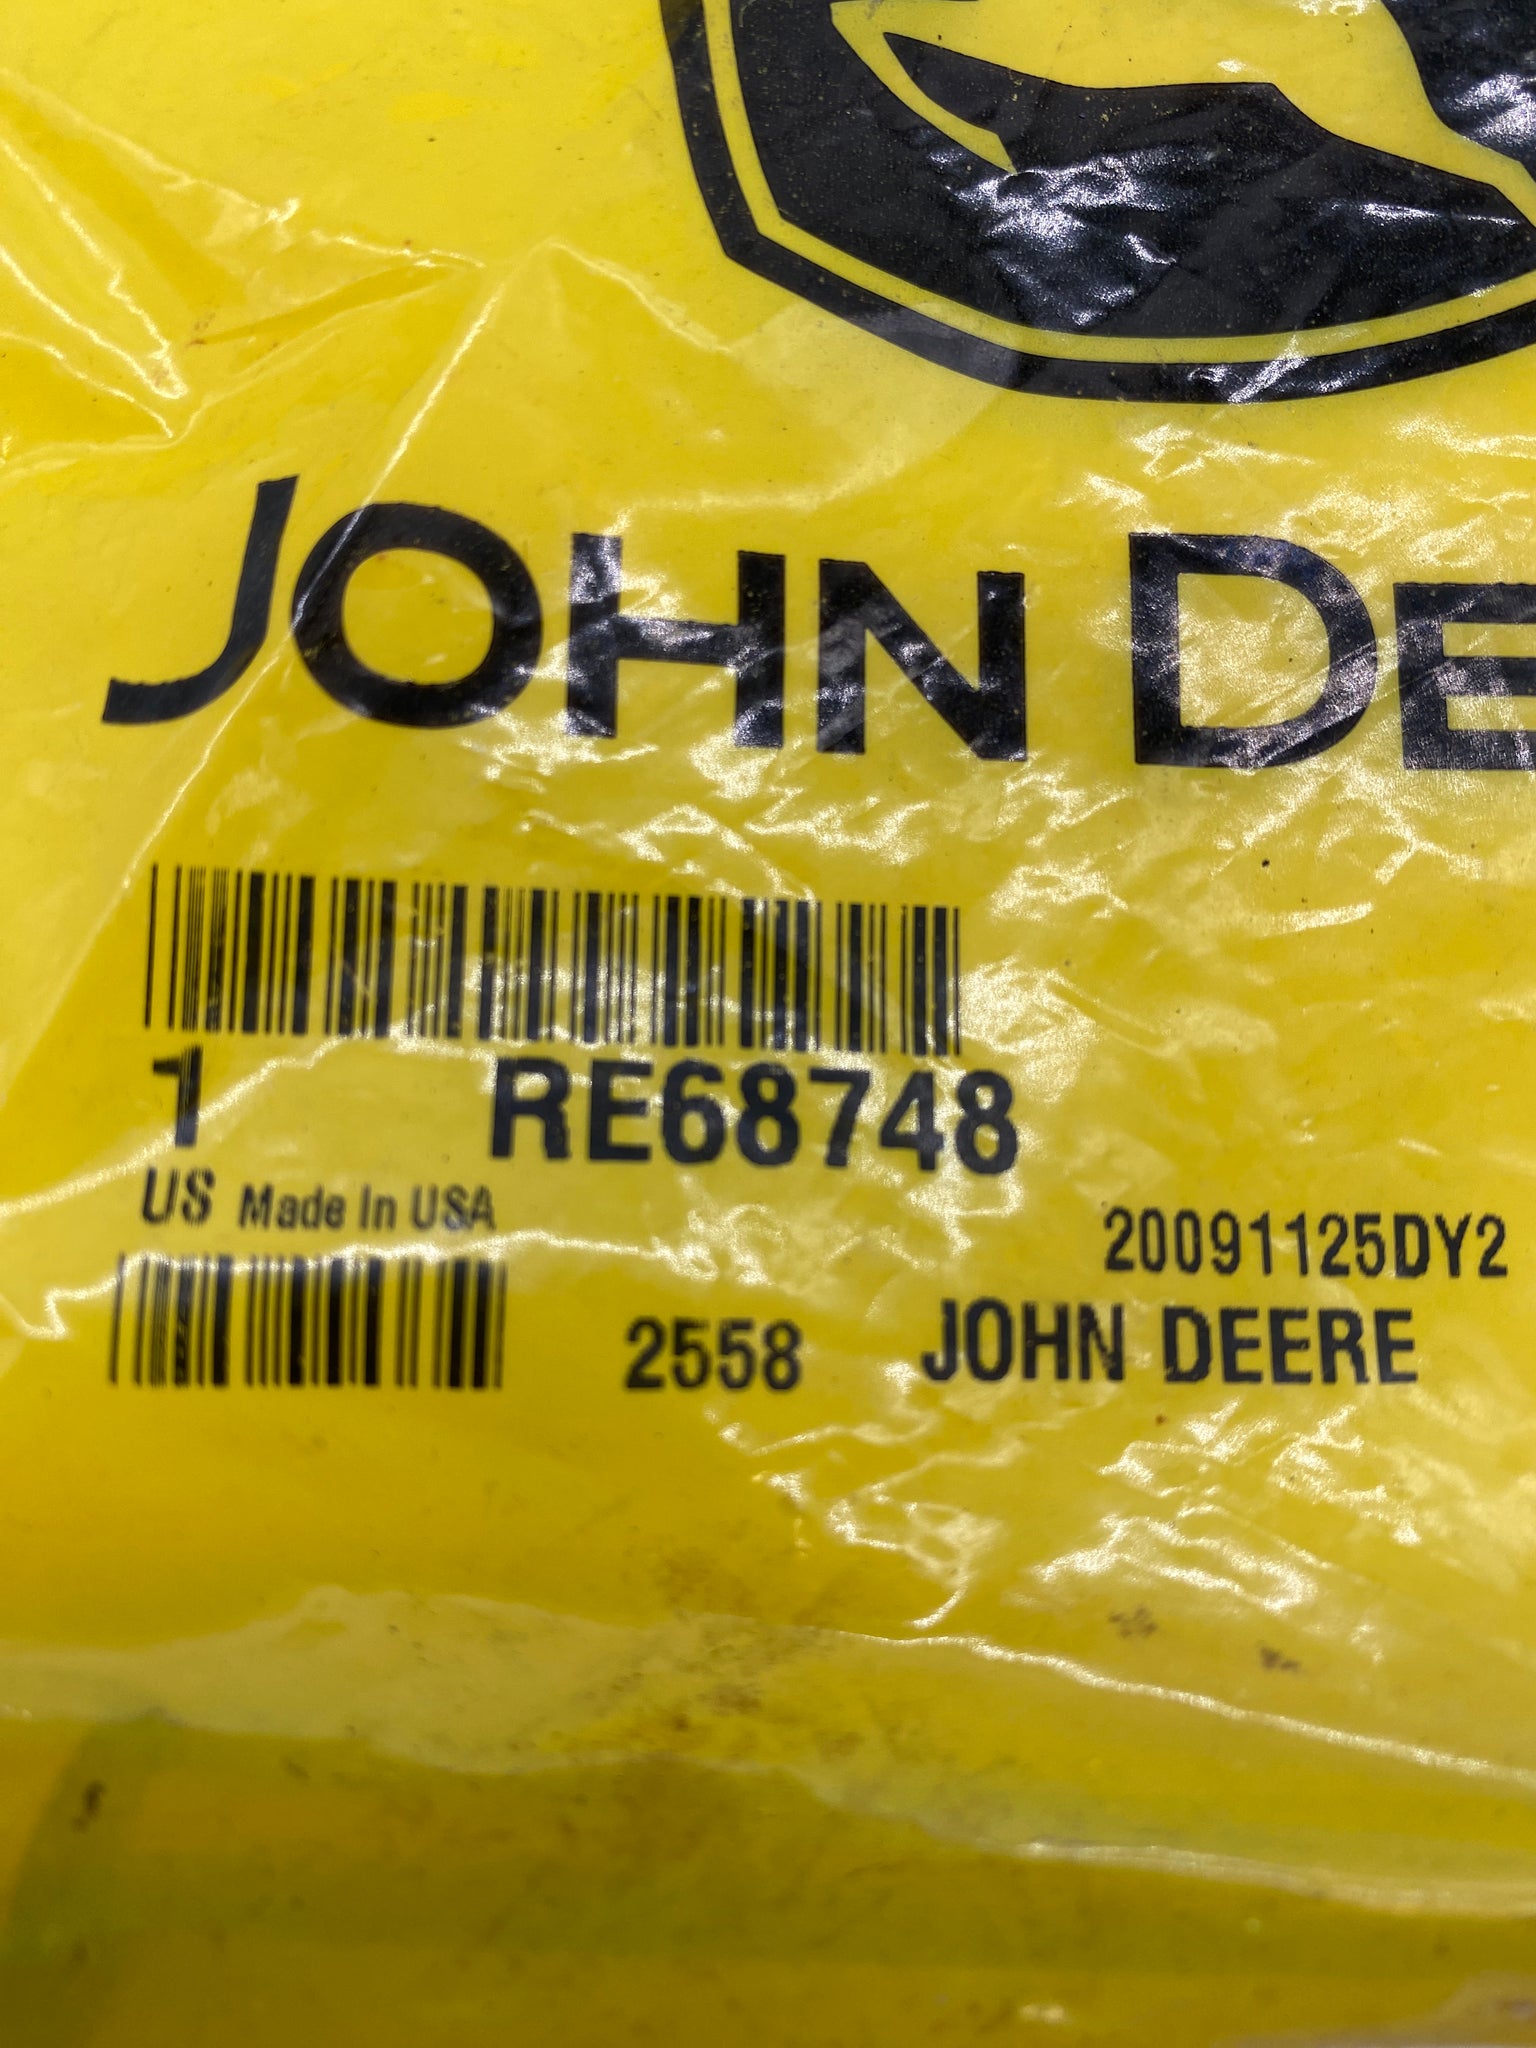 JOHN DE
1 RE68748
US Made In USA
20091125DY2
2558 JOHN DEERE